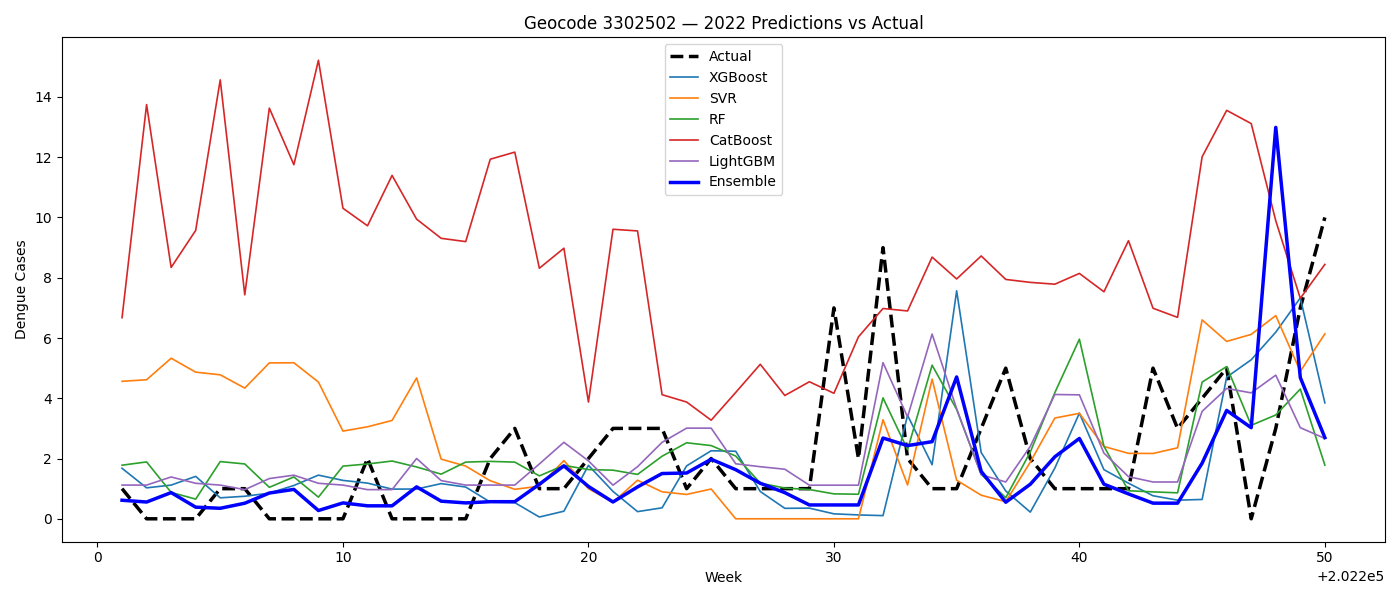 Geocode 3302502 — 2022 Predictions vs Actual
Actual
XGBoost
SVR
RF
CatBoost
LightGBM
Ensemble
Dengue Cases
14
12
10
8
6
4
2
0
0 10 20 30 40 50
Week
+2.022e5